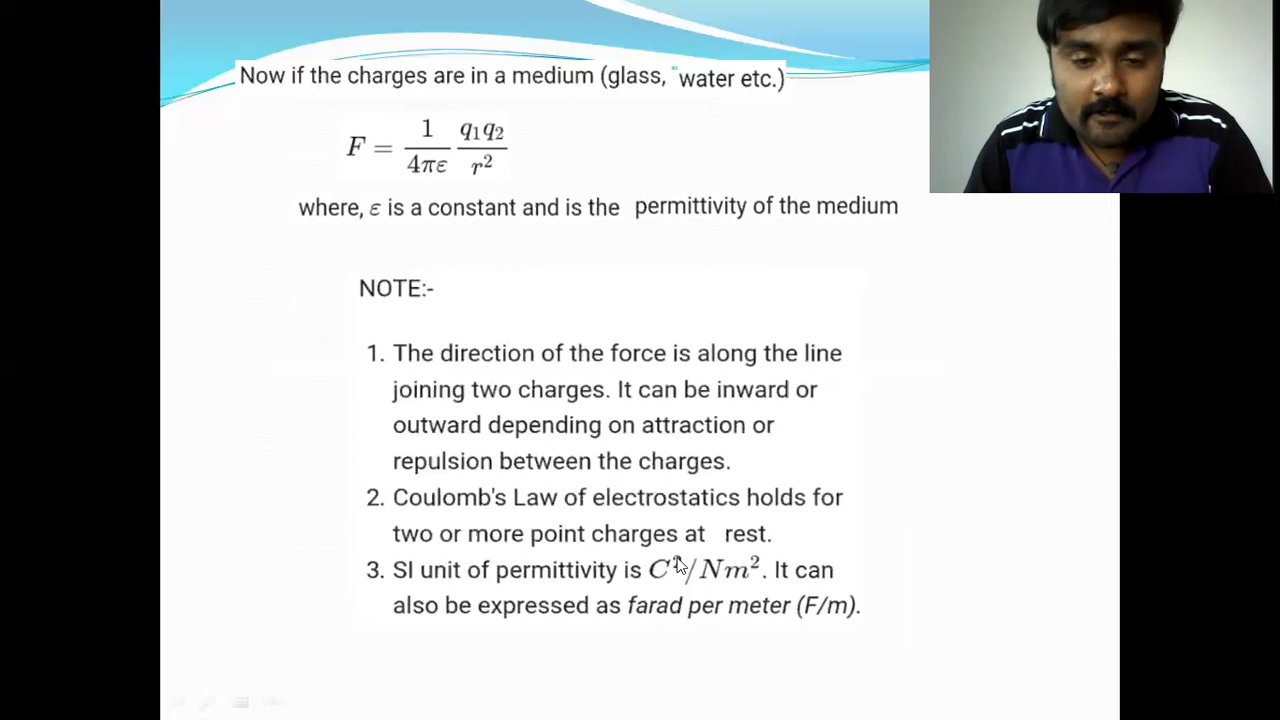 Now if the charges are in a medium (glass, water etc.)
F = \frac{1}{4πε} \frac{q₁q₂}{r²}
where, ε is a constant and is the permittivity of the medium
NOTE:-
1. The direction of the force is along the line
joining two charges. It can be inward or
outward depending on attraction or
repulsion between the charges.
2. Coulomb's Law of electrostatics holds for
two or more point charges at rest.
3. SI unit of permittivity is C²/Nm². It can
also be expressed as farad per meter (F/m).